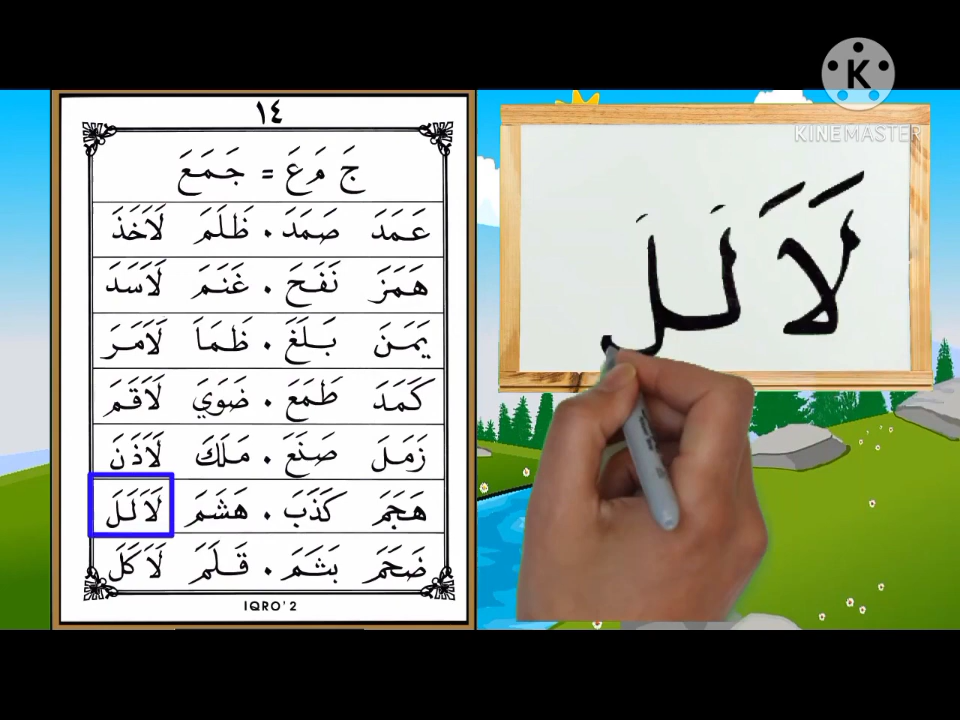 ١٤
جَ مَ عَ = جَمَعَ
عَمَدَ صَمَدَ . ظَلَمَ لَاَخَذَ
هَمَزَ نَفَحَ . غَنَمَ لَاَسَدَ
يَمَنَ بَلَغَ . ظَمَاَ لَاَمَرَ
كَمَدَ طَمَعَ . ضَوَيَ لَاَقَمَ
زَمَلَ صَنَعَ . مَلَكَ لَاَذَنَ
هَجَمَ كَذَبَ . هَشَمَ لَاَلَلَ
ضَحَمَ بَثَمَ . قَلَمَ لَاَكَلَ
IQRO'2
K
KINEMASTER
لَاَلَلَ